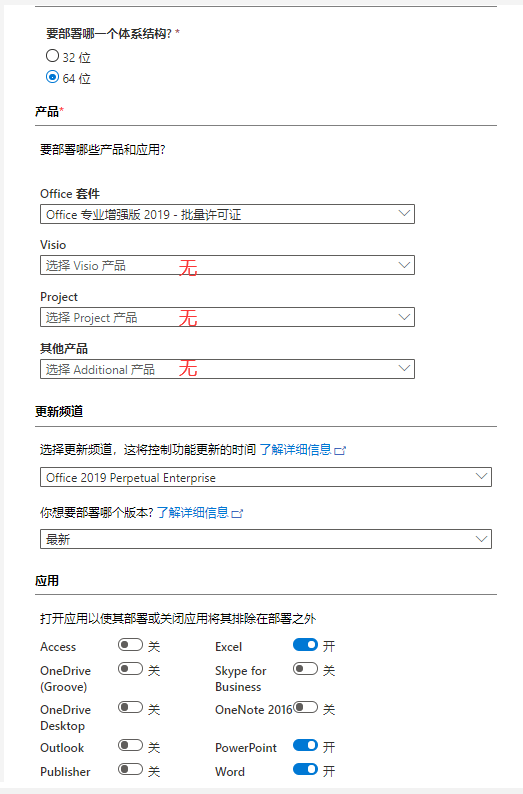 要部署哪一个体系结构? *
32 位
64 位
产品*
要部署哪些产品和应用?
Office 套件
Office 专业增强版 2019 - 批量许可证
Visio
选择 Visio 产品 无
Project
选择 Project 产品 无
其他产品
选择 Additional 产品 无
更新频道
选择更新频道，这将控制功能更新的时间 了解详细信息
Office 2019 Perpetual Enterprise
你想要部署哪个版本? 了解详细信息
最新
应用
打开应用以使其部署或关闭应用将其排除在部署之外
Access 关 Excel 开
OneDrive (Groove) 关 Skype for Business 关
OneDrive Desktop 关 OneNote 2016 关
Outlook 关 PowerPoint 开
Publisher 关 Word 开